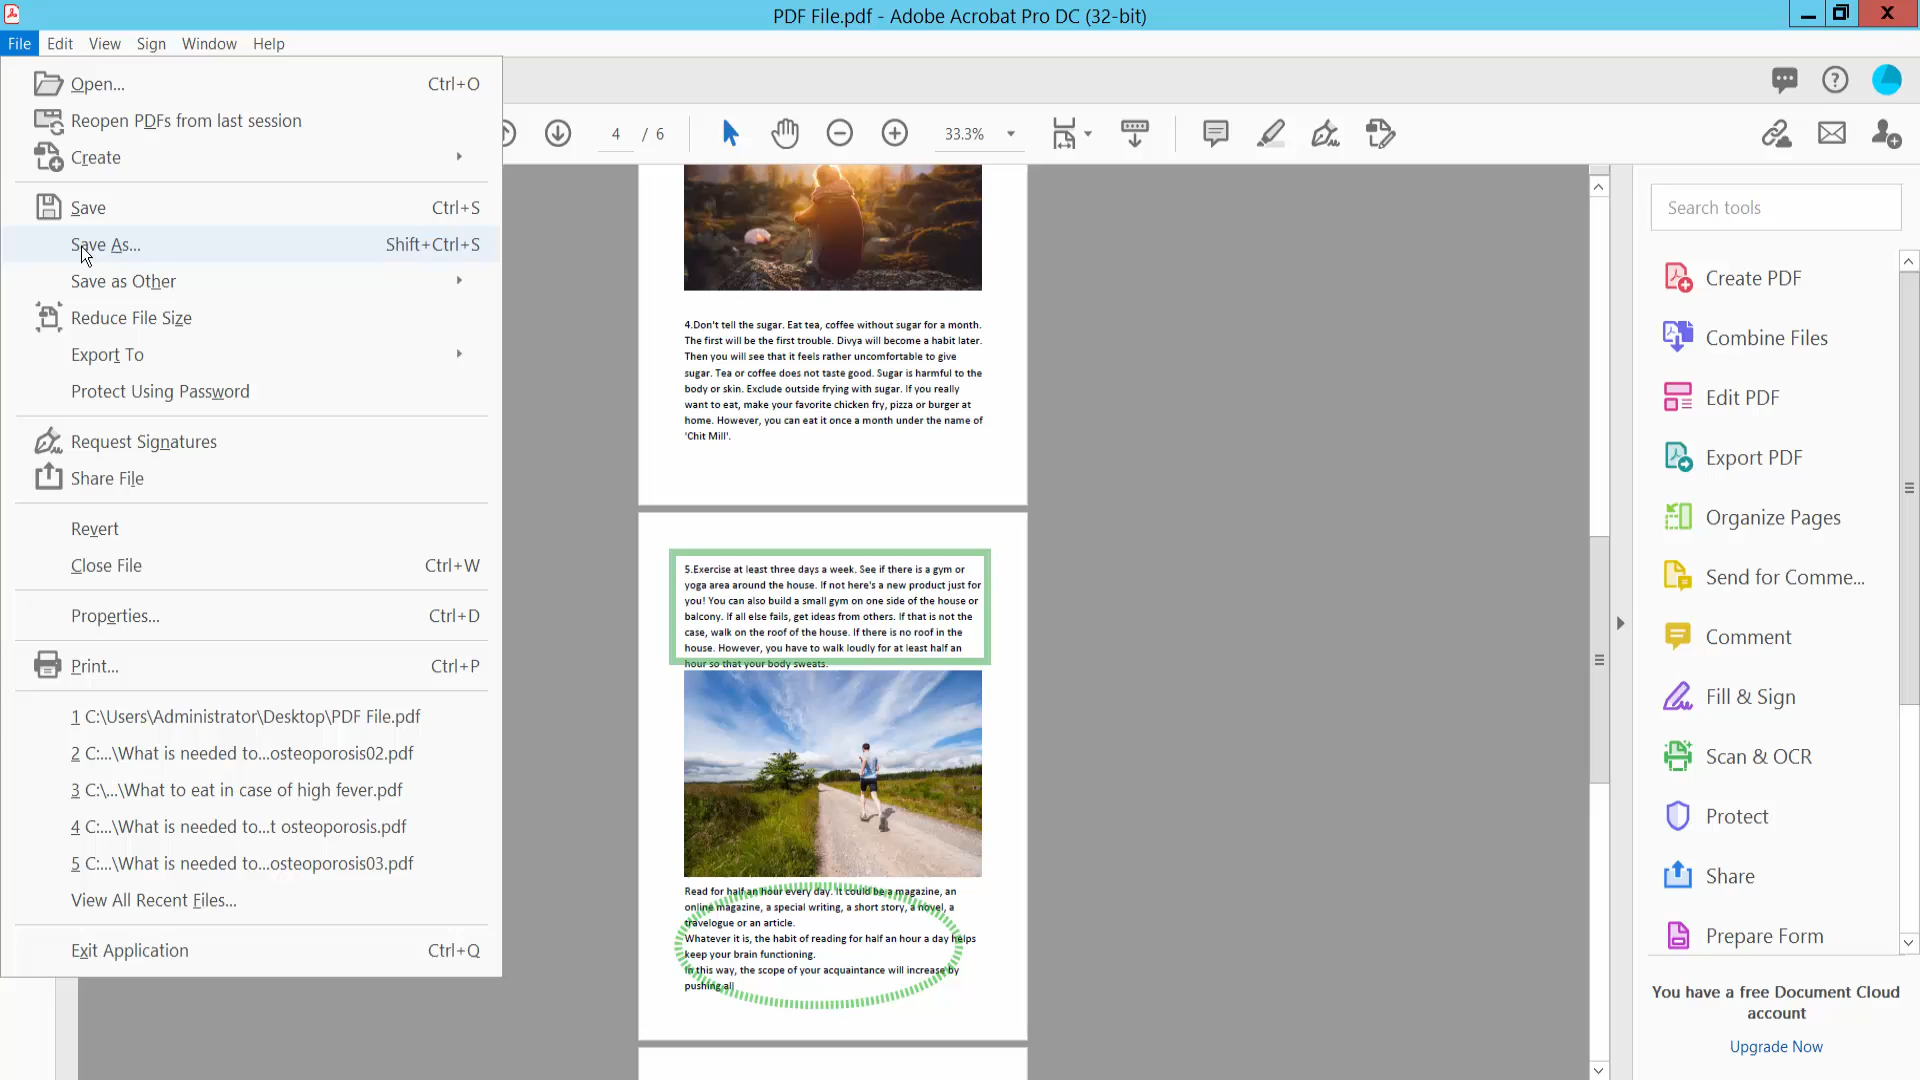 PDF File.pdf - Adobe Acrobat Pro DC (32-bit)
File Edit View Sign Window Help
Open... Ctrl+O
Reopen PDFs from last session
Create
Save Ctrl+S
Save As... Shift+Ctrl+S
Save as Other
Reduce File Size
Export To
Protect Using Password
Request Signatures
Share File
Revert
Close File Ctrl+W
Properties... Ctrl+D
Print... Ctrl+P
1 C:\Users\Administrator\Desktop\PDF File.pdf
2 C:...\What is needed to...osteoporosis02.pdf
3 C:\...\What to eat in case of high fever.pdf
4 C:...\What is needed to...t osteoporosis.pdf
5 C:...\What is needed to...osteoporosis03.pdf
View All Recent Files...
Exit Application Ctrl+Q
4 / 6
33.3%
4.Don't tell the sugar. Eat tea, coffee without sugar for a month.
The first will be the first trouble. Divya will become a habit later.
Then you will see that it feels rather uncomfortable to give
sugar. Tea or coffee does not taste good. Sugar is harmful to the
body or skin. Exclude outside frying with sugar. If you really
want to eat, make your favorite chicken fry, pizza or burger at
home. However, you can eat it once a month under the name of
'Chit Mill'.
5.Exercise at least three days a week. See if there is a gym or
yoga area around the house. If not here's a new product just for
you! You can also build a small gym on one side of the house or
balcony. If all else fails, get ideas from others. If that is not the
case, walk on the roof of the house. If there is no roof in the
house. However, you have to walk loudly for at least half an
hour so that your body sweats.
Read for half an hour every day. It could be a magazine, an
online magazine, a special writing, a short story, a novel, a
travelogue or an article.
Whatever it is, the habit of reading for half an hour a day helps
keep your brain functioning.
In this way, the scope of your acquaintance will increase by
pushing all
Search tools
Create PDF
Combine Files
Edit PDF
Export PDF
Organize Pages
Send for Comme...
Comment
Fill & Sign
Scan & OCR
Protect
Share
Prepare Form
You have a free Document Cloud
account
Upgrade Now